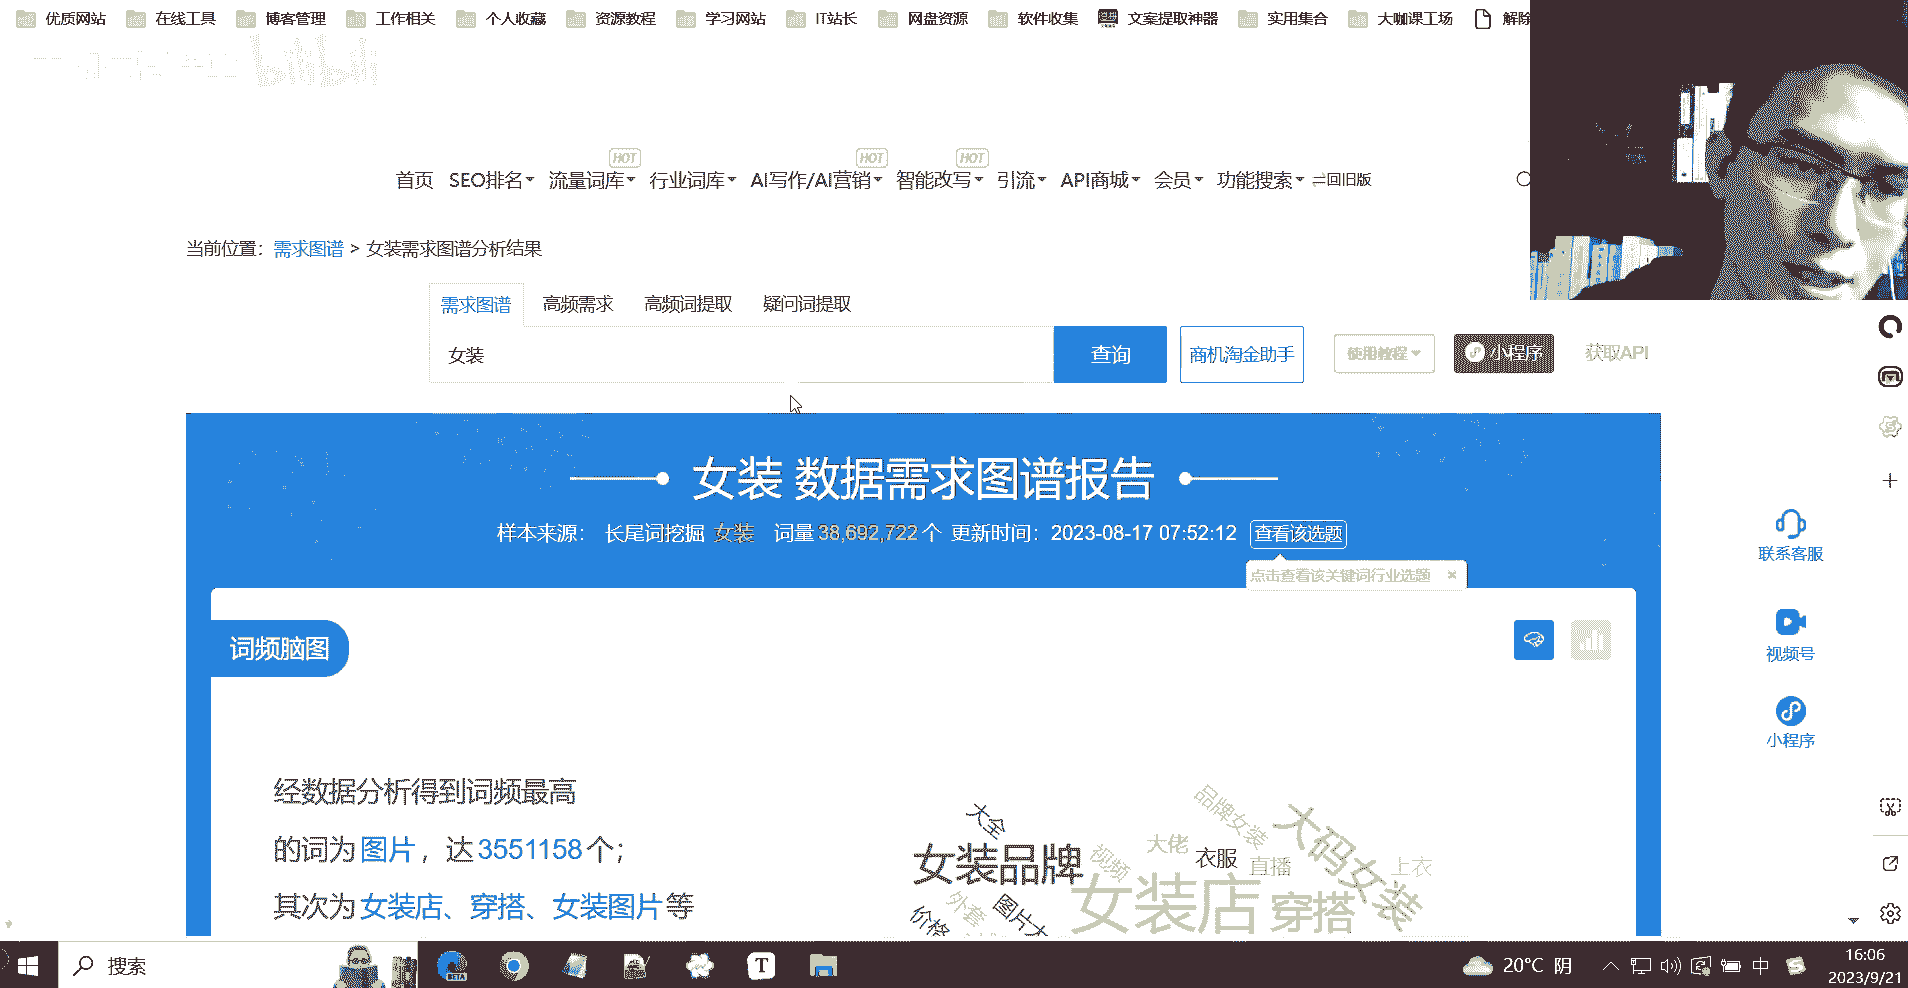 优质网站 在线工具 博客管理 工作相关 个人收藏 资源教程 学习网站 IT站长 网盘资源 软件收集 文案提取神器 实用集合 大咖课工场 解除
bilibili
HOT HOT HOT
首页 SEO排名 流量词库 行业词库 AI写作/AI营销 智能改写 引流 API商城 会员 功能搜索 回旧版
当前位置： 需求图谱 > 女装需求图谱分析结果
需求图谱 高频需求 高频词提取 疑问词提取
女装 查询 商机淘金助手 使用教程 小程序 获取API
女装 数据需求图谱报告
样本来源： 长尾词挖掘 女装 词量 38,692,722 个 更新时间：2023-08-17 07:52:12 查看该选题
点击查看该关键词行业选题 ×
联系客服
词频脑图
视频号
小程序
经数据分析得到词频最高
的词为 图片，达 3551158 个；
其次为 女装店、穿搭、女装图片 等
大全 品牌女装 大码女装
女装品牌 视频 大佬 衣服 直播 上衣
价格 外套 图片大 女装店 穿搭
搜索 BETA T 20°C 阴 中 16:06
2023/9/21